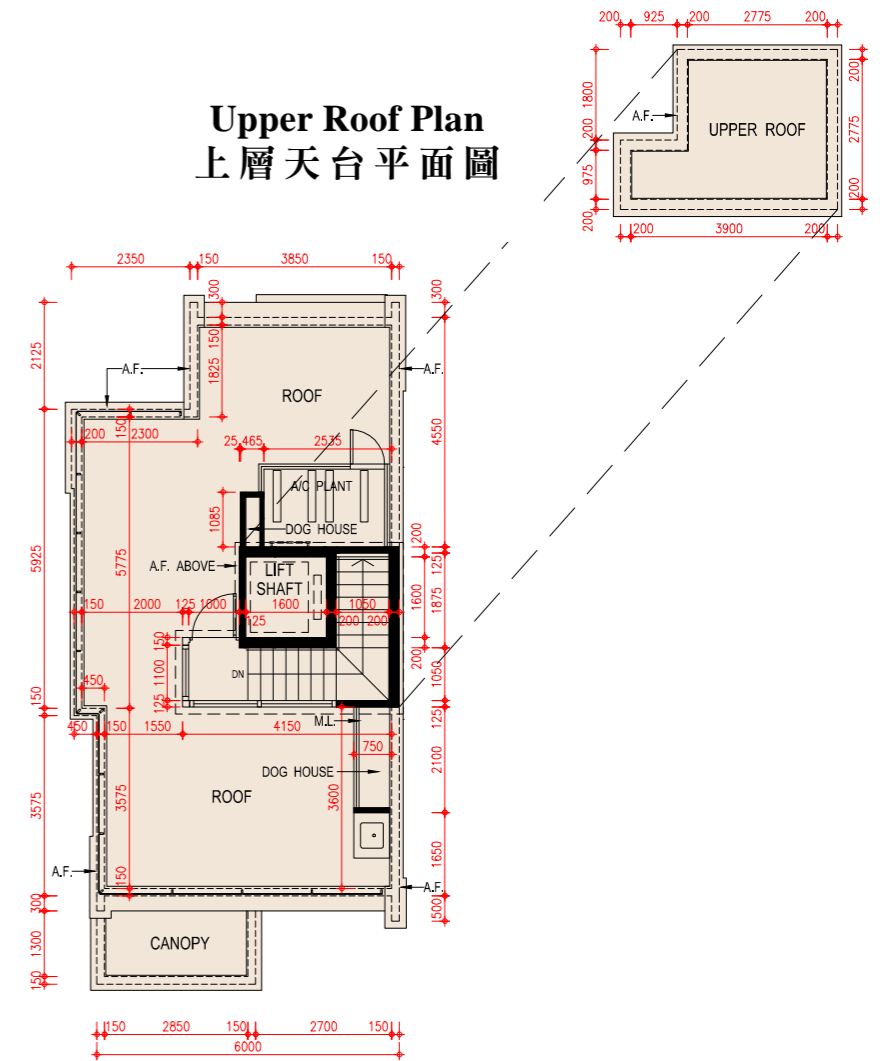 200 925 200 2775 200
1800
200
975
200
A.F.
UPPER ROOF
200
2775
200
200 3900 200
Upper Roof Plan
上層天台平面圖
2350 150 3850 150
300
2125
150
1825
300
A.F.
A.F.
ROOF
150
200 2300
25 465 2535
4550
A/C PLANT
1085
DOG HOUSE
200
5925
5775
A.F. ABOVE
LIFT
SHAFT
125
1600
1875
150 2000 125 1000 1600 1050
125
200 200
150
1100
125
DN
200
1050
450
150
450 150 1550 4150
M.L.
125
750
2100
DOG HOUSE
3575
3575
ROOF
3600
1650
A.F.
150
A.F.
300
500
1300
CANOPY
150
150 2850 150 2700 150
6000